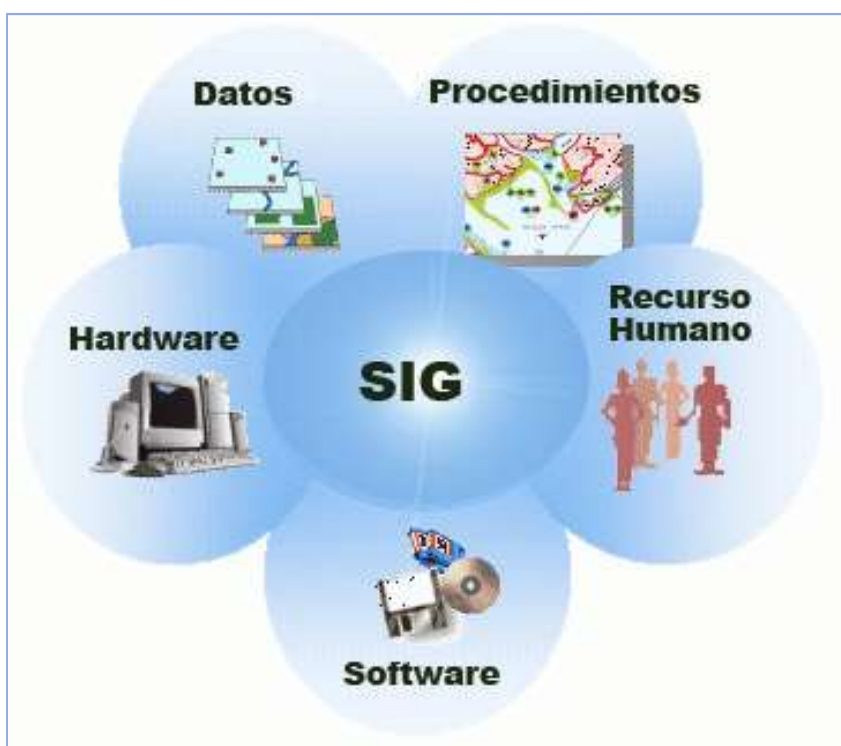 Datos
Procedimientos
Hardware
Recurso
Humano
SIG
Software